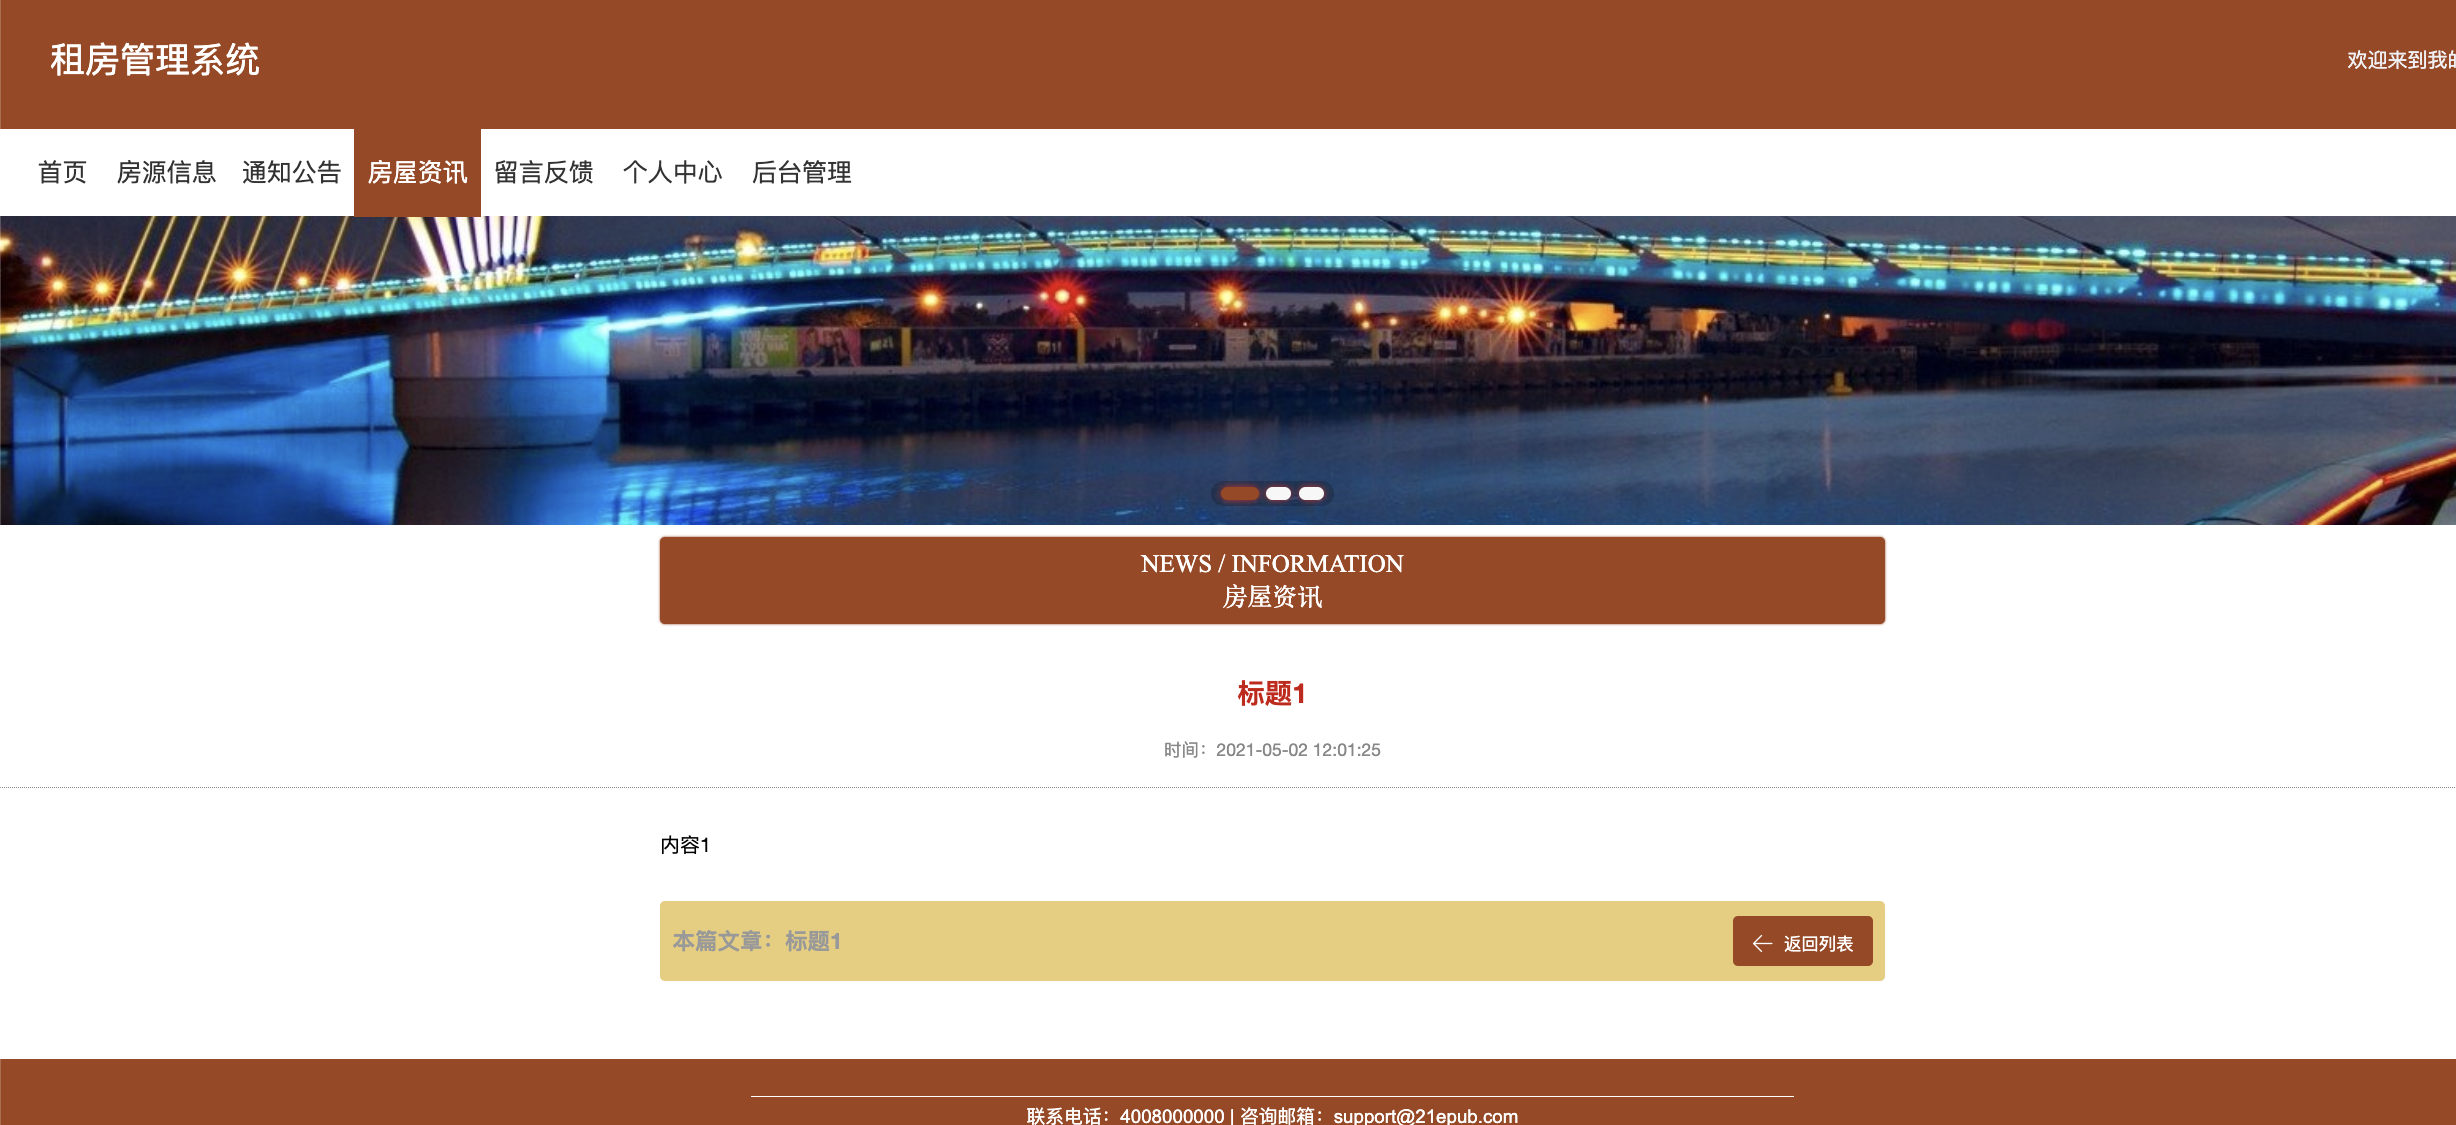 租房管理系统
欢迎来到我的
首页 房源信息 通知公告 房屋资讯 留言反馈 个人中心 后台管理
NEWS / INFORMATION
房屋资讯
标题1
时间：2021-05-02 12:01:25
内容1
本篇文章：标题1
返回列表
联系电话：4008000000 | 咨询邮箱：support@21epub.com